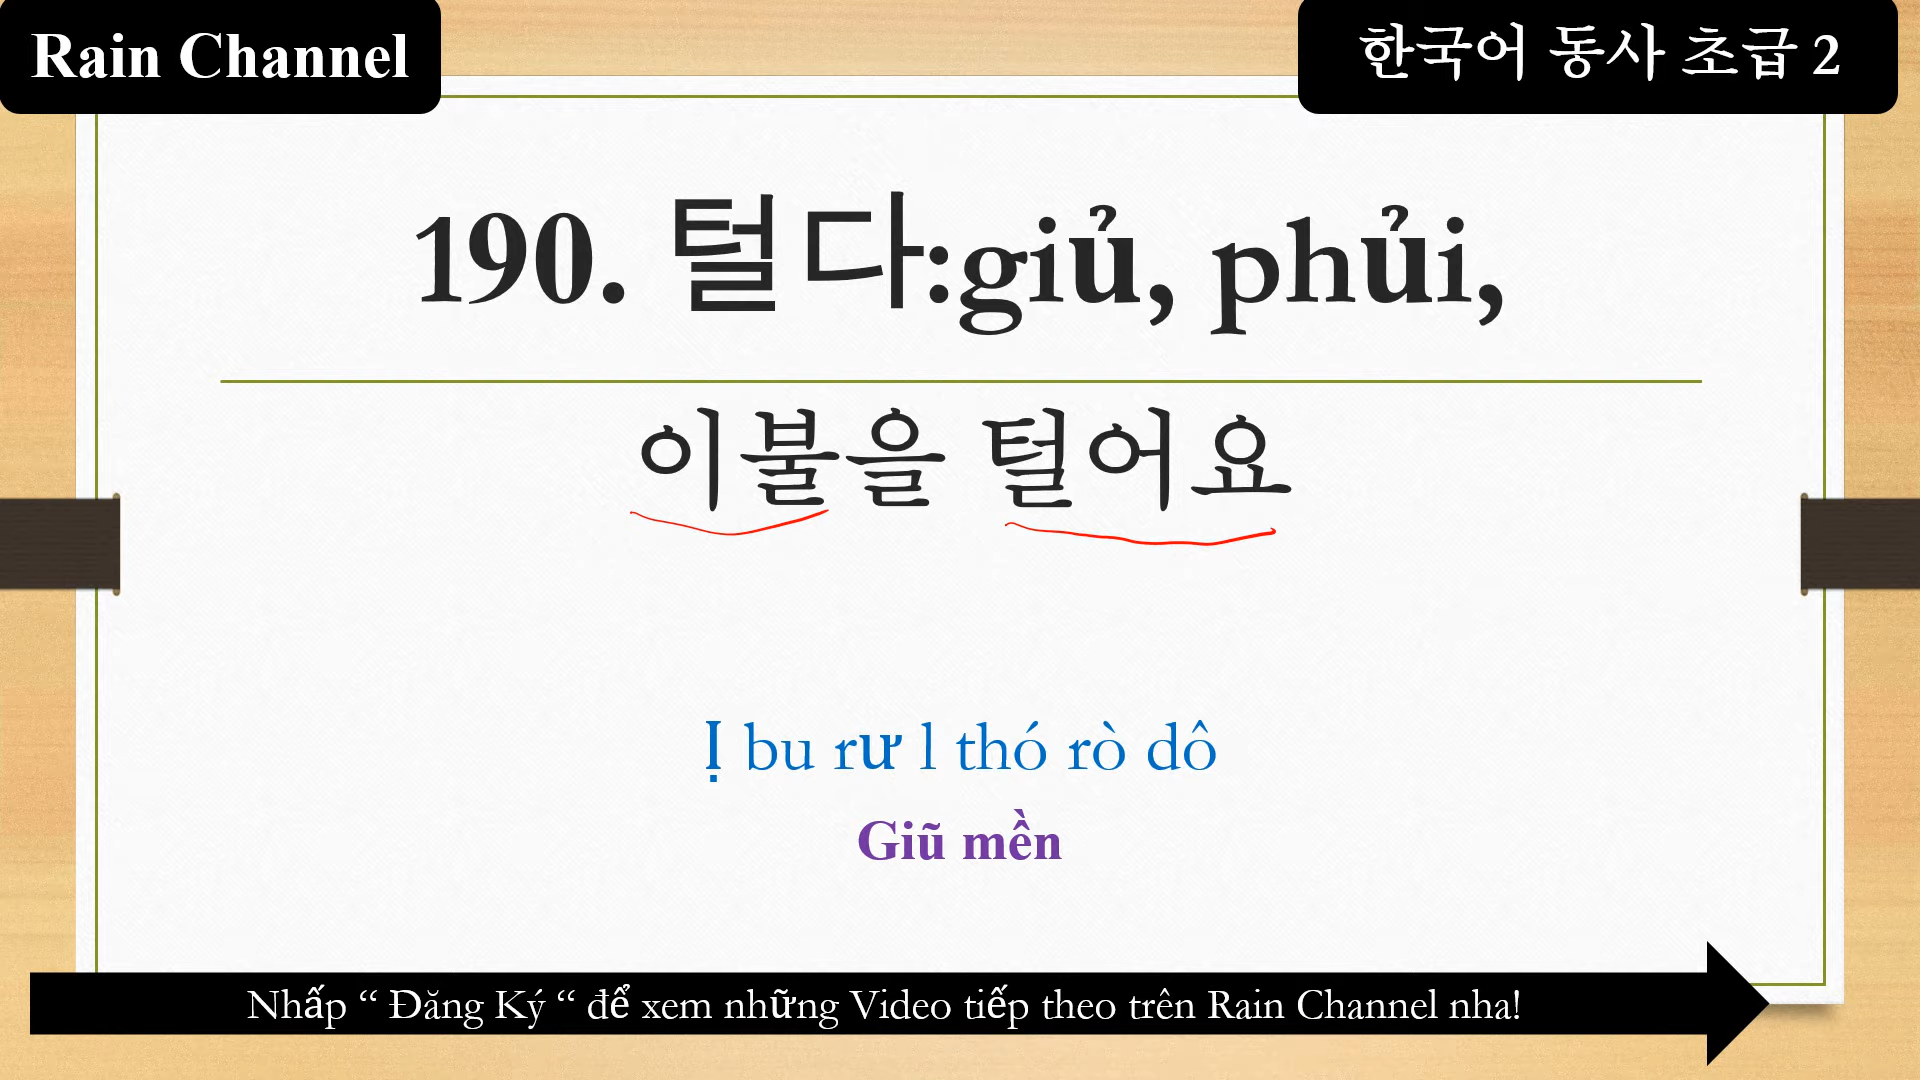 Rain Channel
한국어 동사 초급 2
190. 털다:giủ, phủi,
이불을 털어요
Ị bu rư l thó rò dô
Giũ mền
Nhấp “ Đăng Ký “ để xem những Video tiếp theo trên Rain Channel nha!